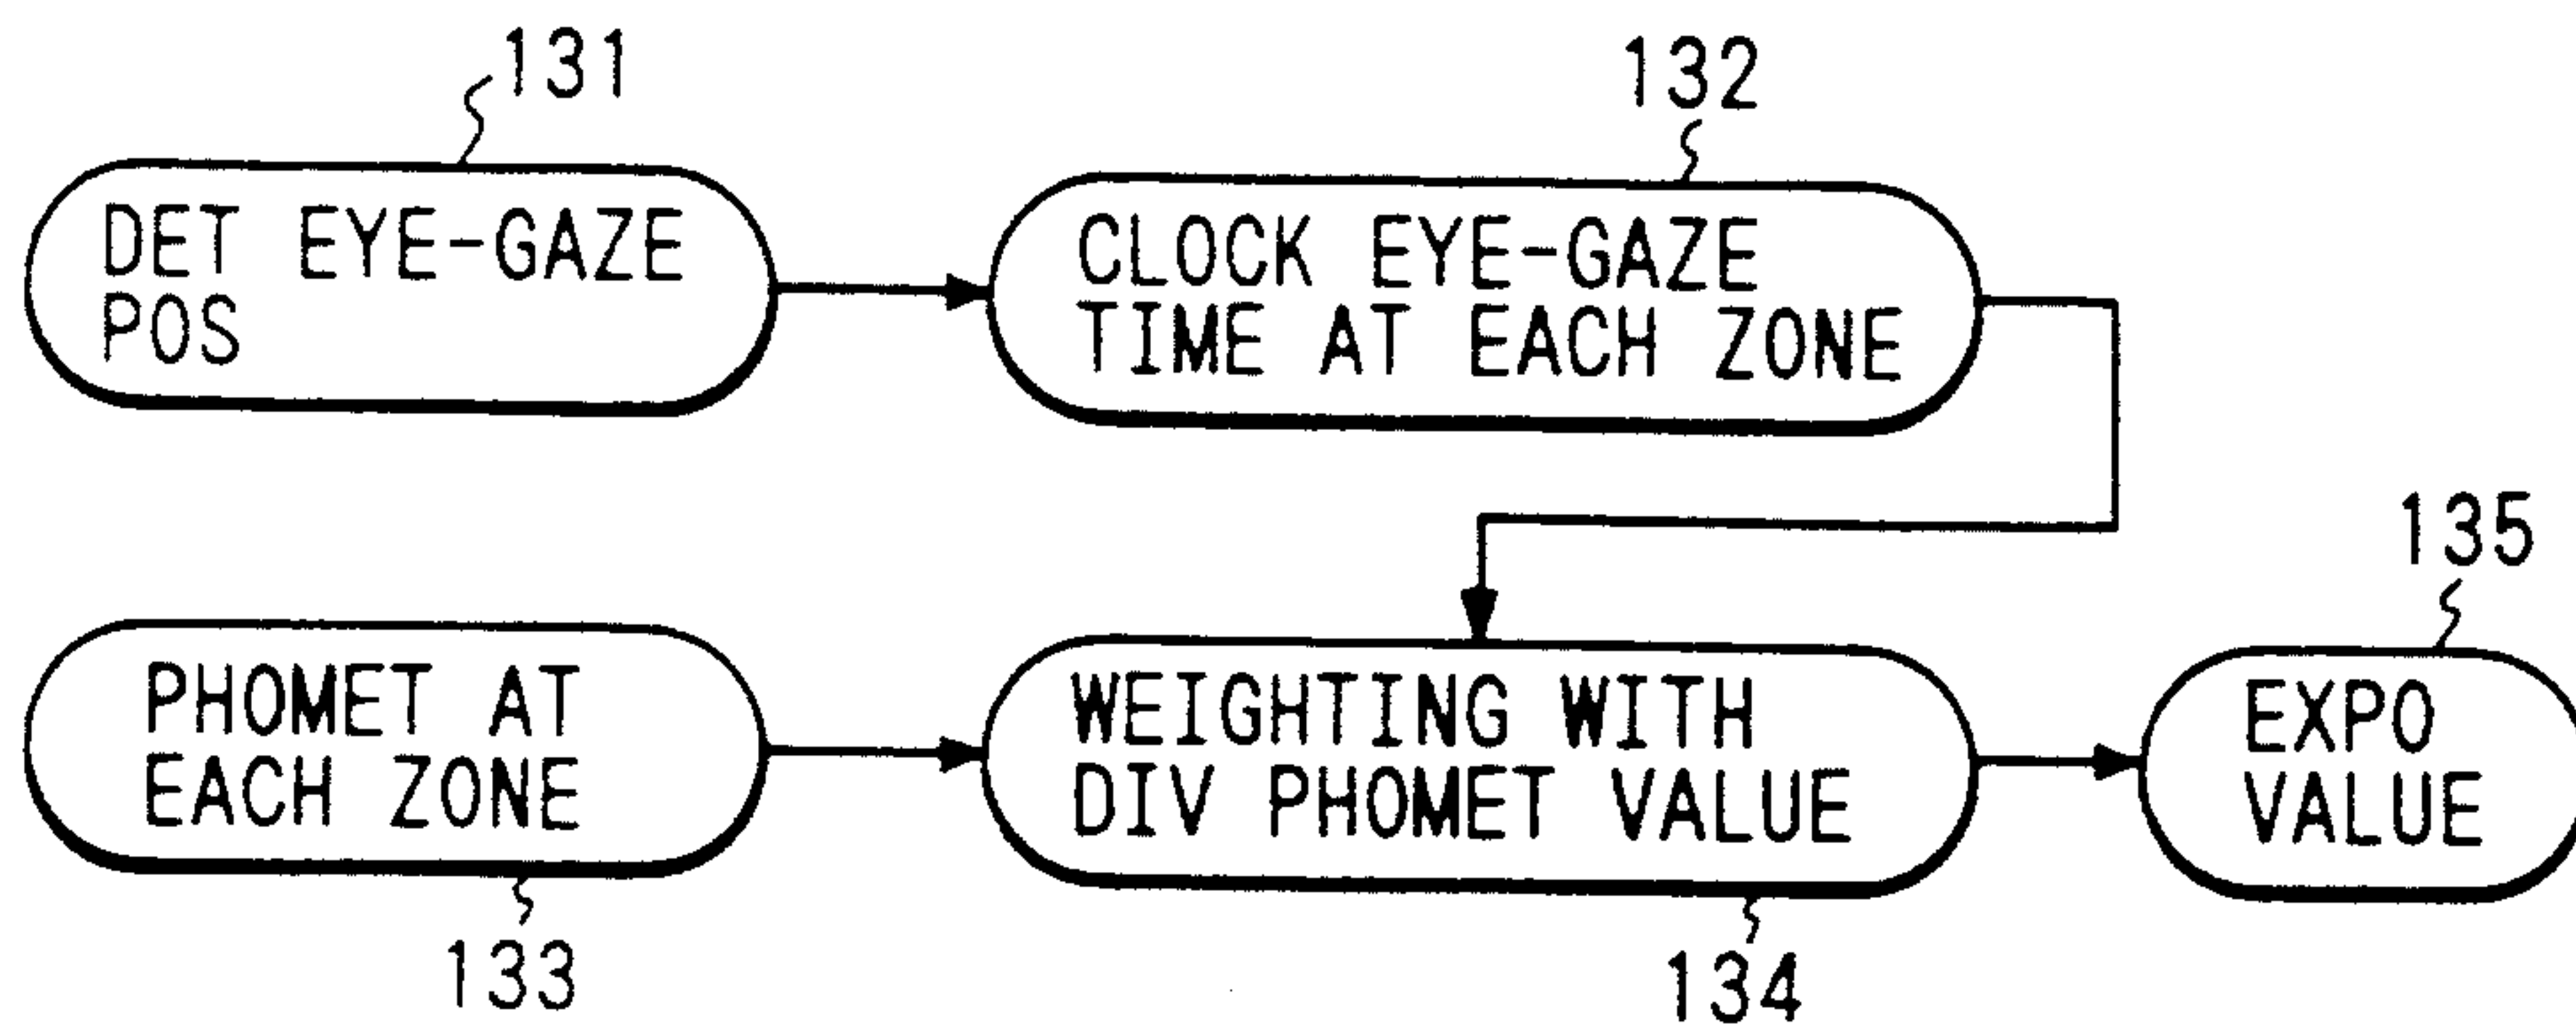 131
DET EYE-GAZE
POS
132
CLOCK EYE-GAZE
TIME AT EACH ZONE
PHOMET AT
EACH ZONE
133
WEIGHTING WITH
DIV PHOMET VALUE
134
135
EXPO
VALUE